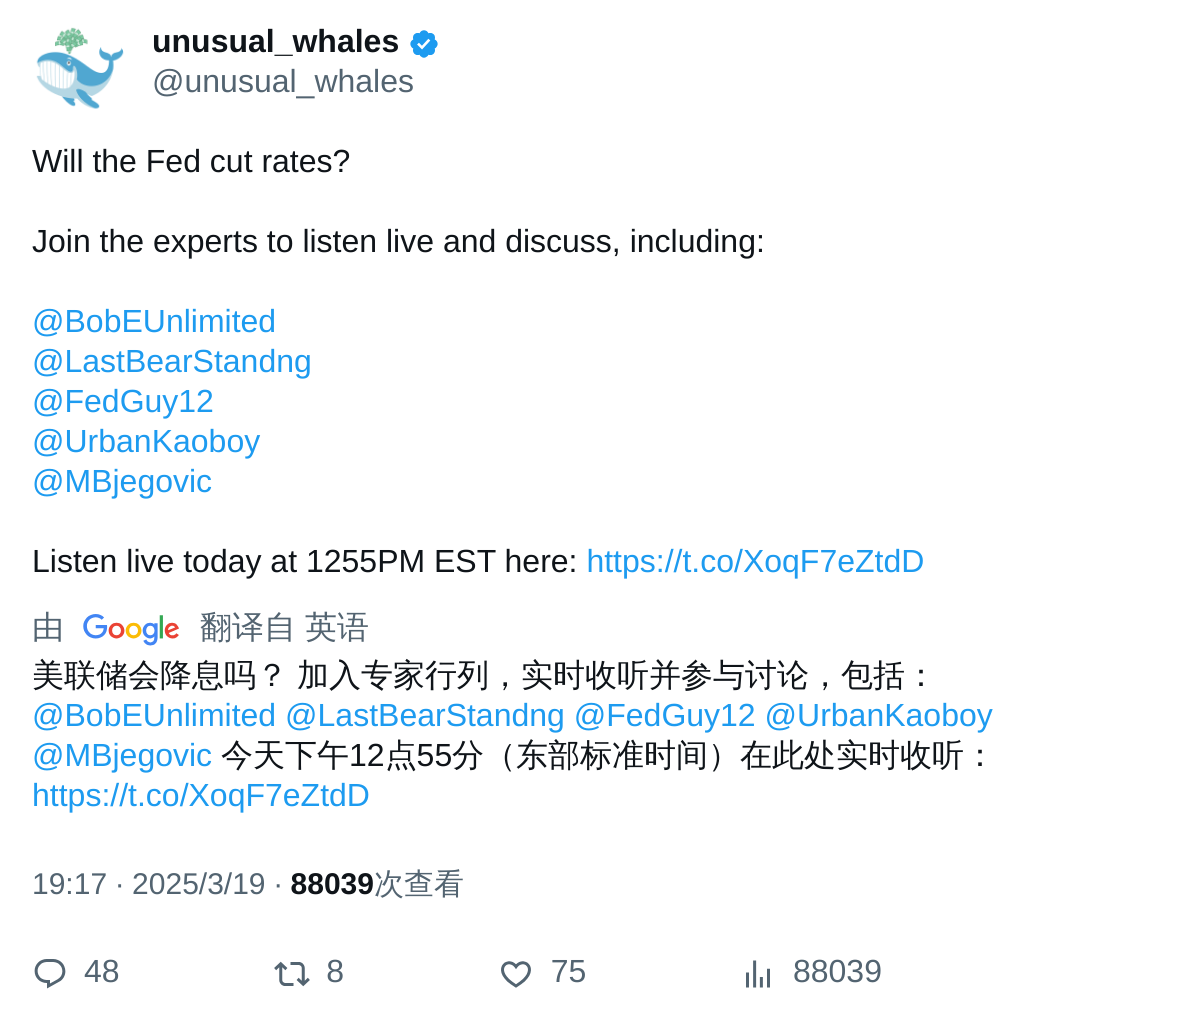 unusual_whales
@unusual_whales
Will the Fed cut rates?
Join the experts to listen live and discuss, including:
@BobEUnlimited
@LastBearStandng
@FedGuy12
@UrbanKaoboy
@MBjegovic
Listen live today at 1255PM EST here: https://t.co/XoqF7eZtdD
由 Google 翻译自 英语
美联储会降息吗？ 加入专家行列，实时收听并参与讨论，包括：
@BobEUnlimited @LastBearStandng @FedGuy12 @UrbanKaoboy
@MBjegovic 今天下午12点55分（东部标准时间）在此处实时收听：
https://t.co/XoqF7eZtdD
19:17 · 2025/3/19 · 88039次查看
48 8 75 88039